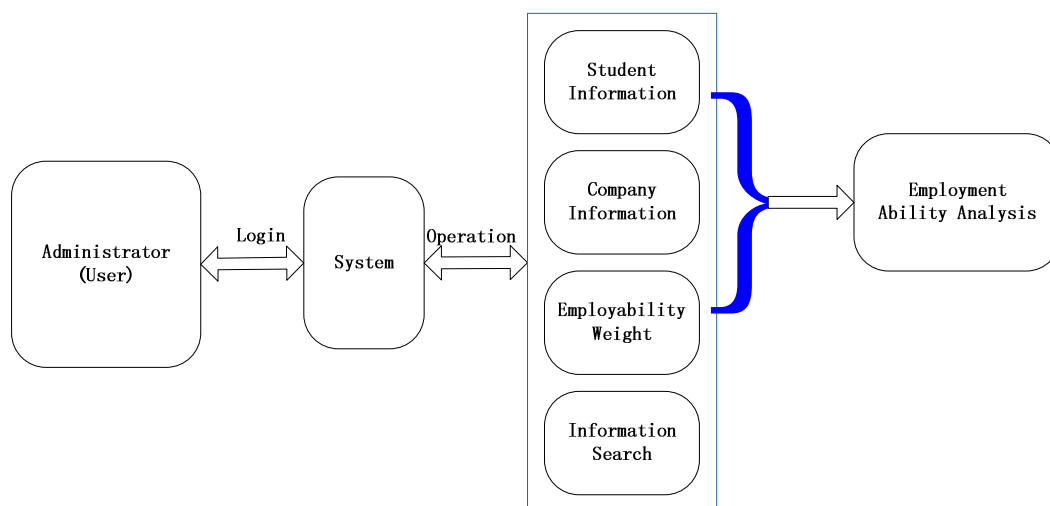 Administrator
(User)
Login
System
Operation
Student
Information
Company
Information
Employability
Weight
Information
Search
Employment
Ability Analysis